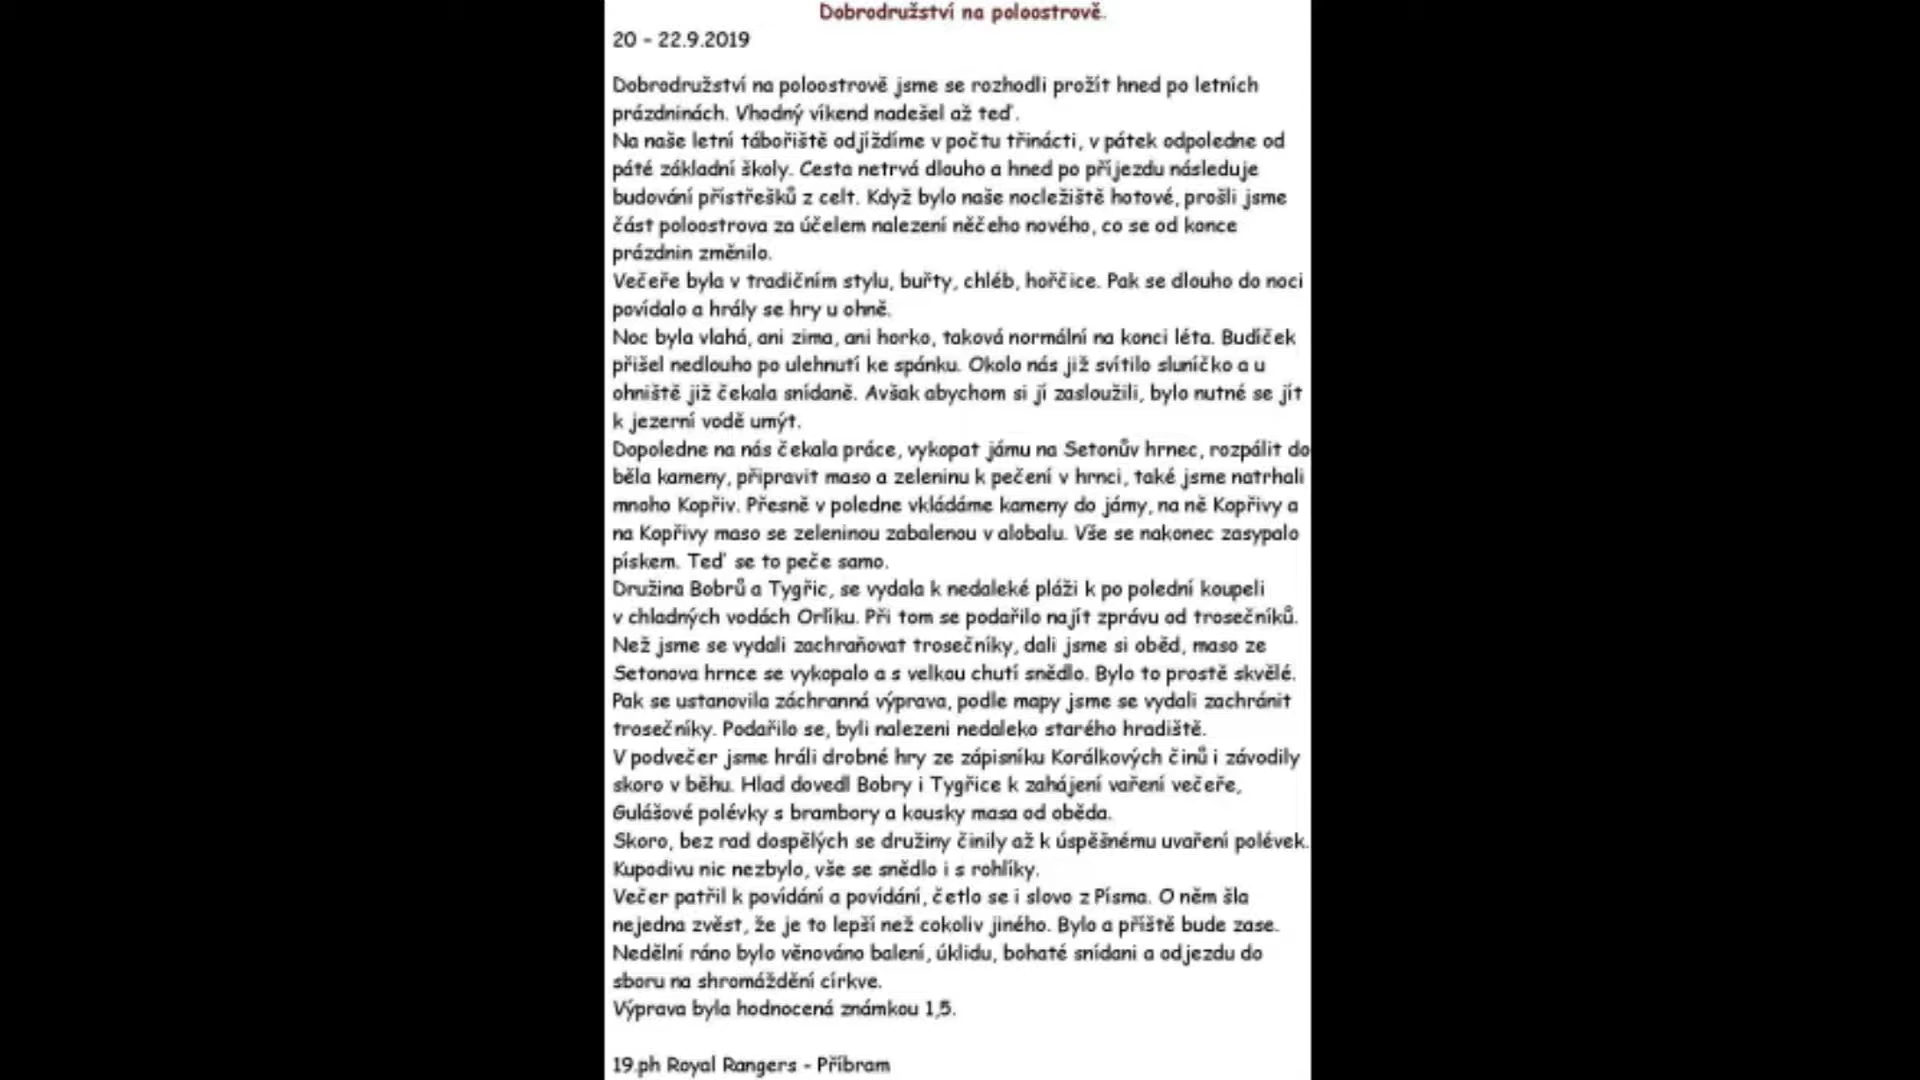 Dobrodružství na poloostrově.
20 - 22.9.2019
Dobrodružství na poloostrově jsme se rozhodli prožít hned po letních
prázdninách. Vhodný víkend nadešel až teď.
Na naše letní tábořiště odjíždíme v počtu třinácti, v pátek odpoledne od
páté základní školy. Cesta netrvá dlouho a hned po příjezdu následuje
budování přístřešků z celt. Když bylo naše nocležiště hotové, prošli jsme
část poloostrova za účelem nalezení něčeho nového, co se od konce
prázdnin změnilo.
Večeře byla v tradičním stylu, buřty, chléb, hořčice. Pak se dlouho do noci
povídalo a hrály se hry u ohně.
Noc byla vlahá, ani zima, ani horko, taková normální na konci léta. Budíček
přišel nedlouho po ulehnutí ke spánku. Okolo nás již svítilo sluníčko a u
ohniště již čekala snídaně. Avšak abychom si jí zasloužili, bylo nutné se jít
k jezerní vodě umýt.
Dopoledne na nás čekala práce, vykopat jámu na Setonův hrnec, rozpálit do
běla kameny, připravit maso a zeleninu k pečení v hrnci, také jsme natrhali
mnoho Kopřiv. Přesně v poledne vkládáme kameny do jámy, na ně Kopřivy a
na Kopřivy maso se zeleninou zabalenou v alobalu. Vše se nakonec zasypalo
pískem. Teď se to peče samo.
Družina Bobrů a Tygřic, se vydala k nedaleké pláži k po polední koupeli
v chladných vodách Orlíku. Při tom se podařilo najít zprávu od trosečníků.
Než jsme se vydali zachraňovat trosečníky, dali jsme si oběd, maso ze
Setonova hrnce se vykopalo a s velkou chutí snědlo. Bylo to prostě skvělé.
Pak se ustanovila záchranná výprava, podle mapy jsme se vydali zachránit
trosečníky. Podařilo se, byli nalezeni nedaleko starého hradiště.
V podvečer jsme hráli drobné hry ze zápisníku Korálkových činů i závodily
skoro v běhu. Hlad dovedl Bobry i Tygřice k zahájení vaření večeře,
Gulášové polévky s brambory a kousky masa od oběda.
Skoro, bez rad dospělých se družiny činily až k úspěšnému uvaření polévek.
Kupodivu nic nezbylo, vše se snědlo i s rohlíky.
Večer patřil k povídání a povídání, četlo se i slovo z Písma. O něm šla
nejedna zvěst, že je to lepší než cokoliv jiného. Bylo a příště bude zase.
Nedělní ráno bylo věnováno balení, úklidu, bohaté snídani a odjezdu do
sboru na shromáždění církve.
Výprava byla hodnocená známkou 1,5.
19.ph Royal Rangers - Příbram